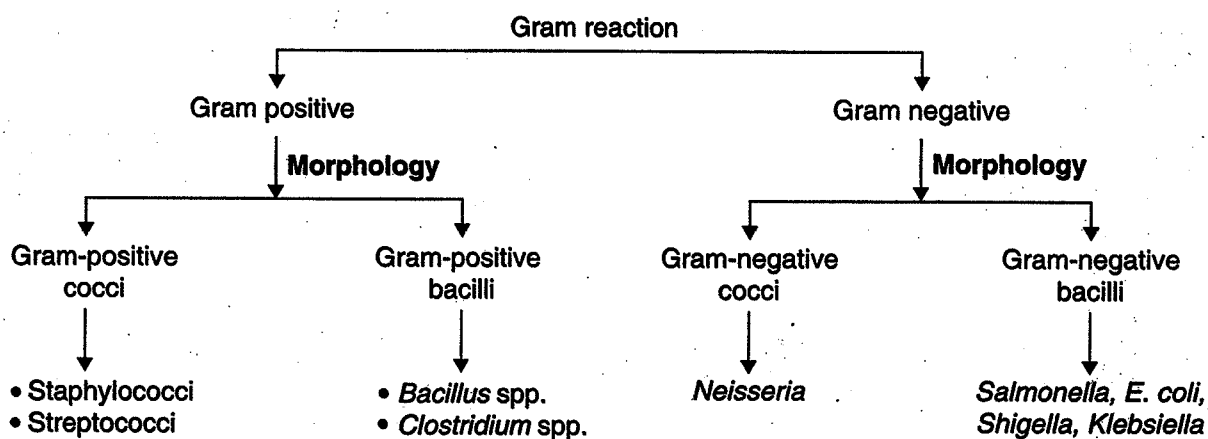 Gram reaction
Gram positive
Gram negative
Morphology
Morphology
Gram-positive
cocci
Gram-positive
bacilli
Gram-negative
cocci
Gram-negative
bacilli
• Staphylococci
• Streptococci
• Bacillus spp.
• Clostridium spp.
Neisseria
Salmonella, E. coli,
Shigella, Klebsiella